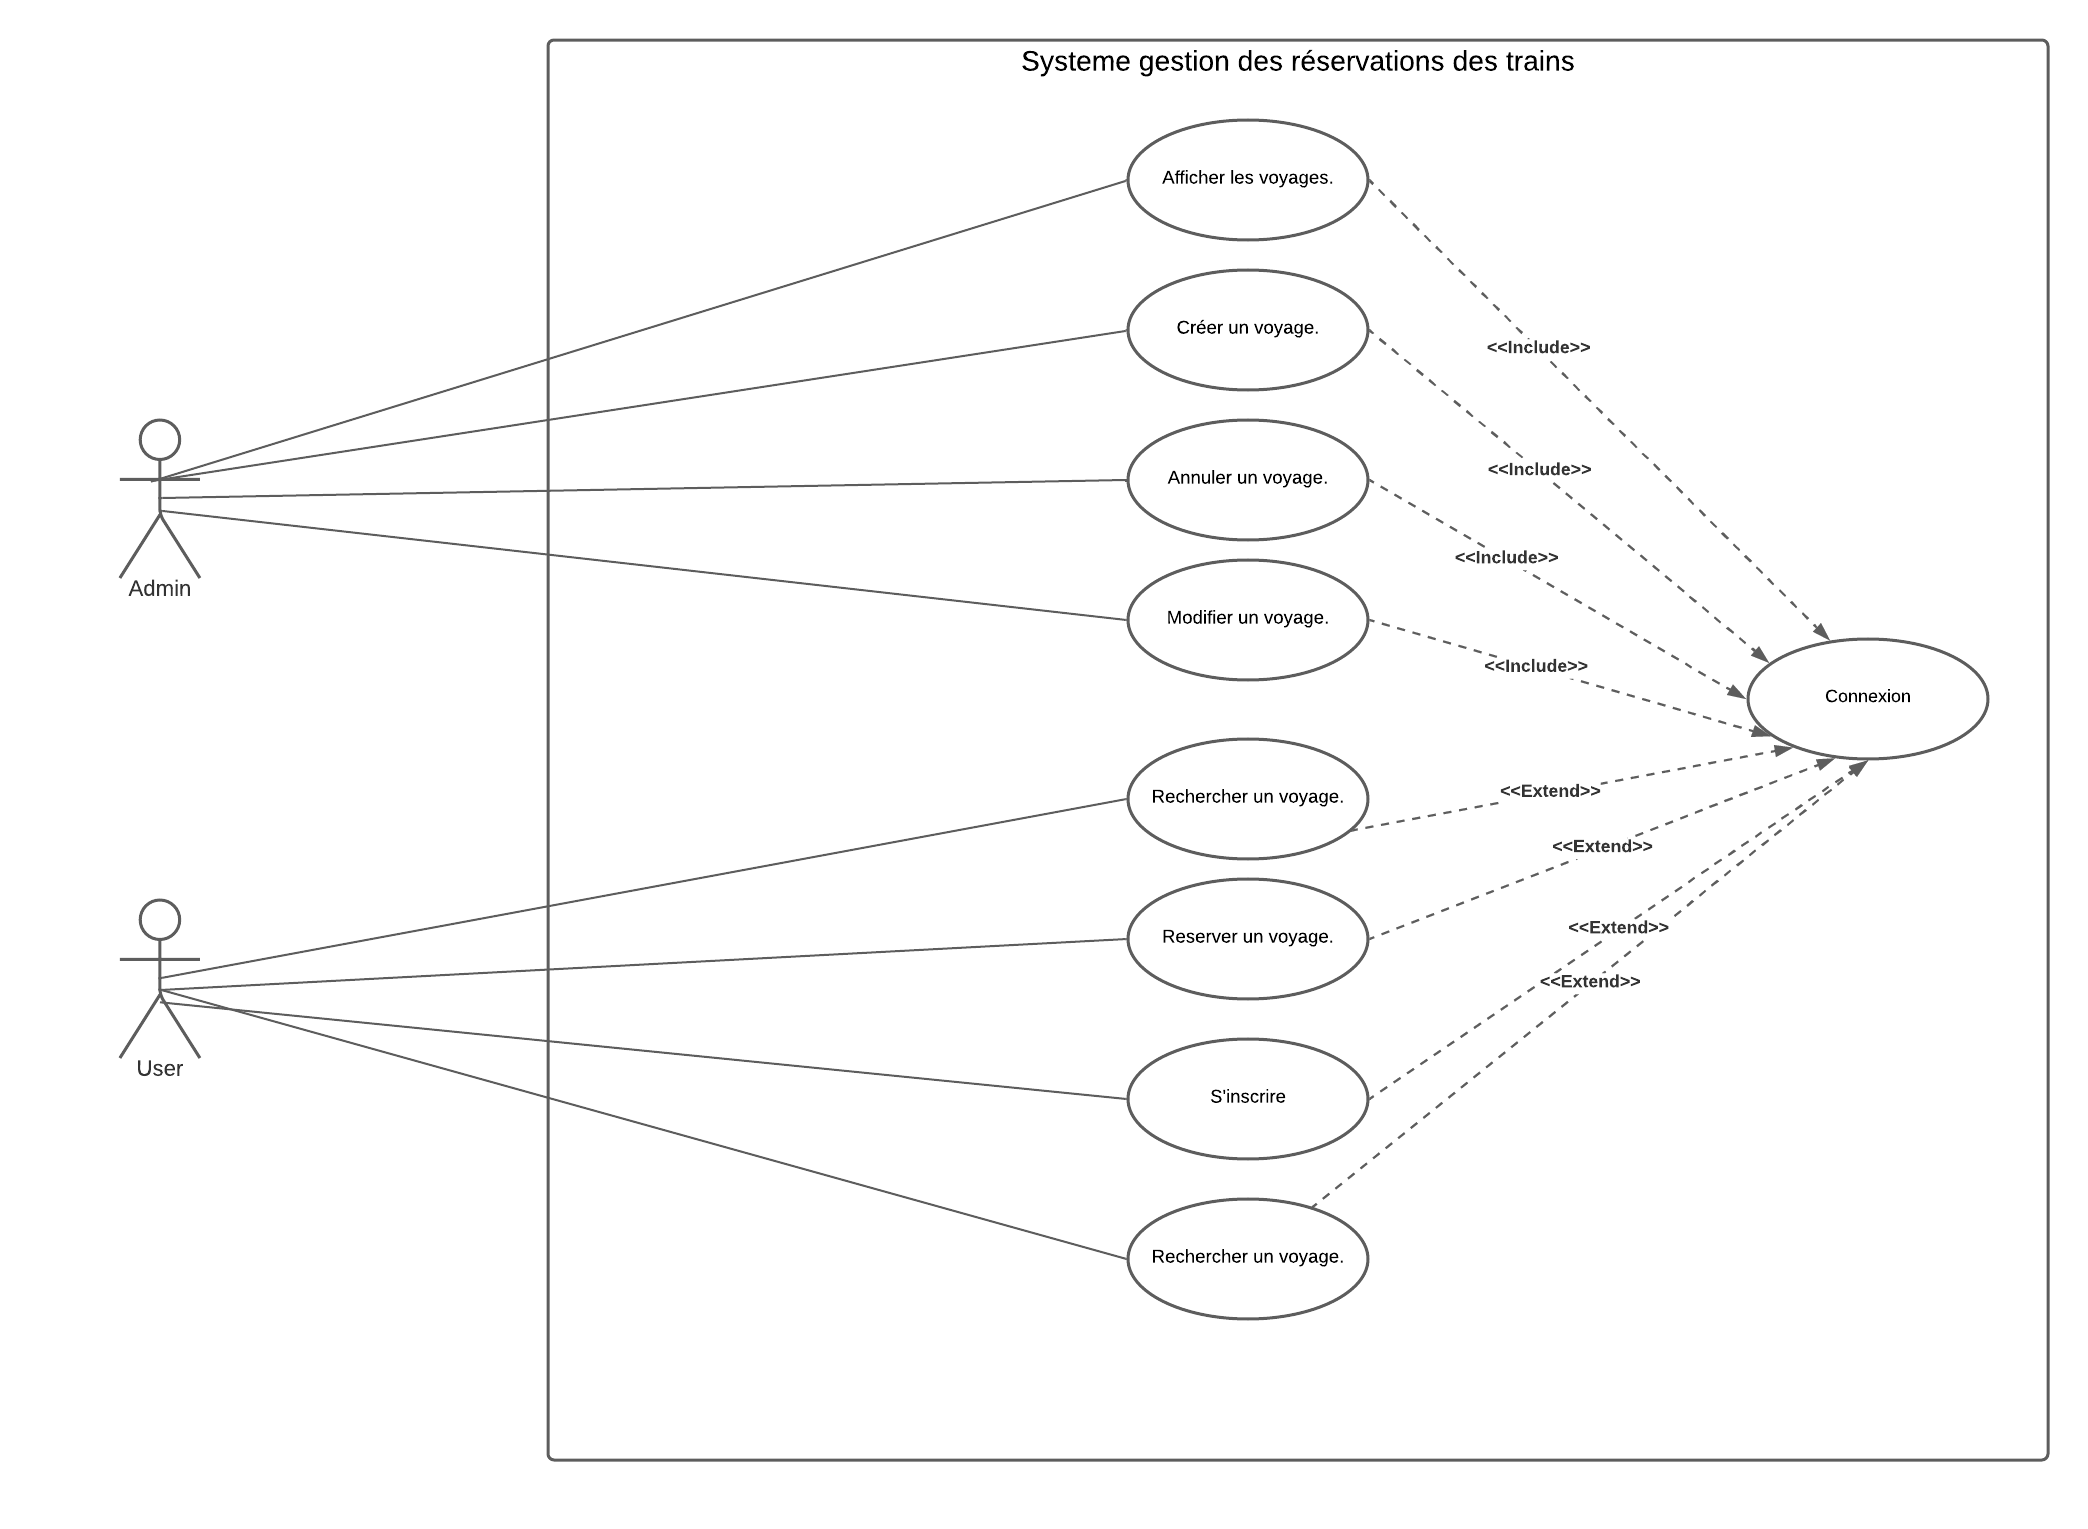 Systeme gestion des réservations des trains
Afficher les voyages.
Créer un voyage.
<<Include>>
<<Include>>
Annuler un voyage.
<<Include>>
Admin
Modifier un voyage.
<<Include>>
Connexion
Rechercher un voyage.
<<Extend>>
<<Extend>>
Reserver un voyage.
<<Extend>>
<<Extend>>
User
S'inscrire
Rechercher un voyage.